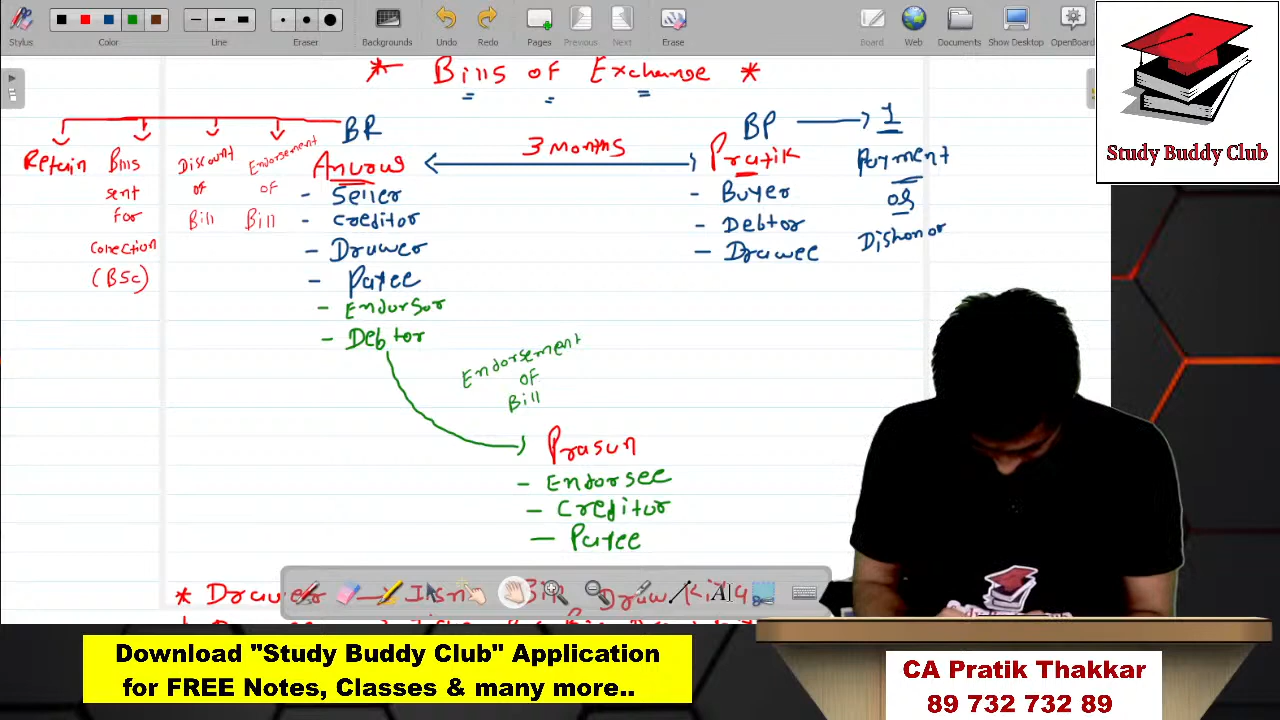 Stylus
Color
Line
Eraser
Backgrounds
Undo
Redo
Pages
Previous
Next
Erase
Board
Web
Documents
Show Desktop
OpenBoard
Study Buddy Club
* Bills of Exchange *
BR
3 months
BP → 1
Retain
Bills sent for
Discount of Bill
Endorsement of Bill
(BSC)
Anurag
- Seller
- Creditor
- Drawer
- Payee
- Endorsor
- Debtor
Pratik
- Buyer
- Debtor
- Drawee
Payment
or
Dishonor
Endorsement
of
Bill
Prasun
- Endorsee
- Creditor
- Payee
* Drawer
Download "Study Buddy Club" Application
for FREE Notes, Classes & many more..
CA Pratik Thakkar
89 732 732 89